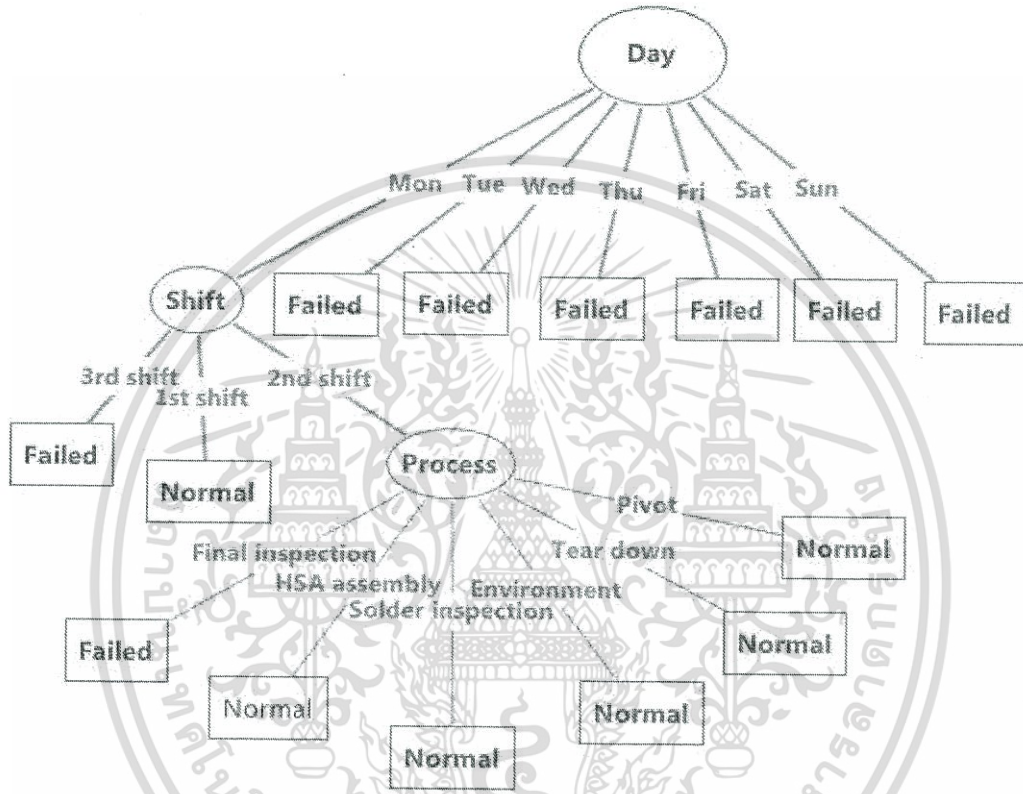 Day
Mon Tue Wed Thu Fri Sat Sun
Shift Failed Failed Failed Failed Failed Failed
3rd shift 1st shift 2nd shift
Failed Normal Process
Pivot
Final inspection Tear down Normal
HSA assembly Environment
Solder inspection
Failed Normal
Normal Normal
Normal